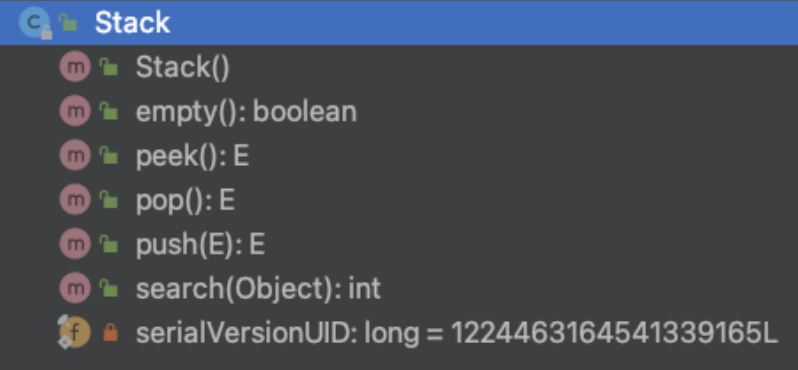 C Stack
m Stack()
m empty(): boolean
m peek(): E
m pop(): E
m push(E): E
m search(Object): int
f serialVersionUID: long = 1224463164541339165L